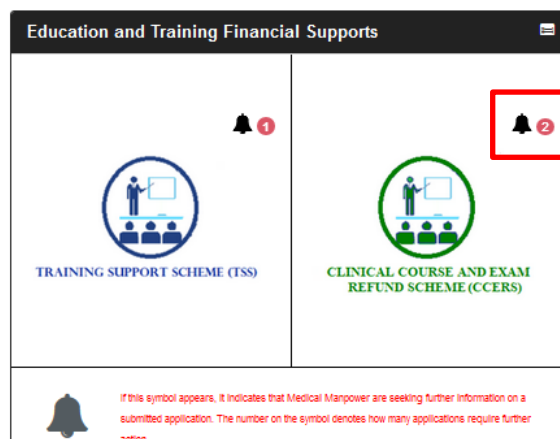 Education and Training Financial Supports
1
2
TRAINING SUPPORT SCHEME (TSS)
CLINICAL COURSE AND EXAM
REFUND SCHEME (CCERS)
If this symbol appears, it indicates that Medical Manpower are seeking further information on a
submitted application. The number on the symbol denotes how many applications require further
action